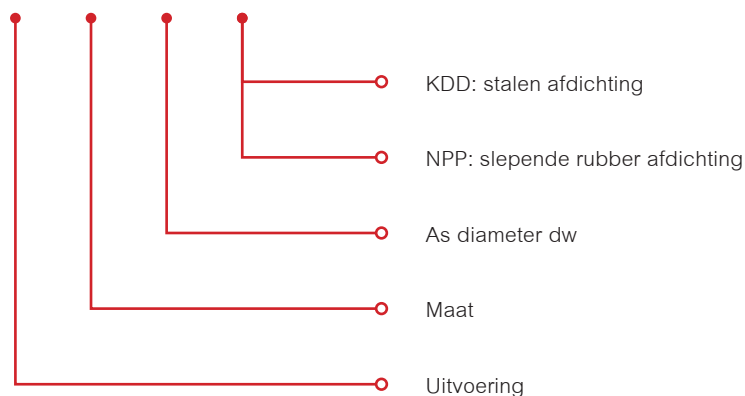 KDD: stalen afdichting
NPP: slepende rubber afdichting
As diameter dw
Maat
Uitvoering